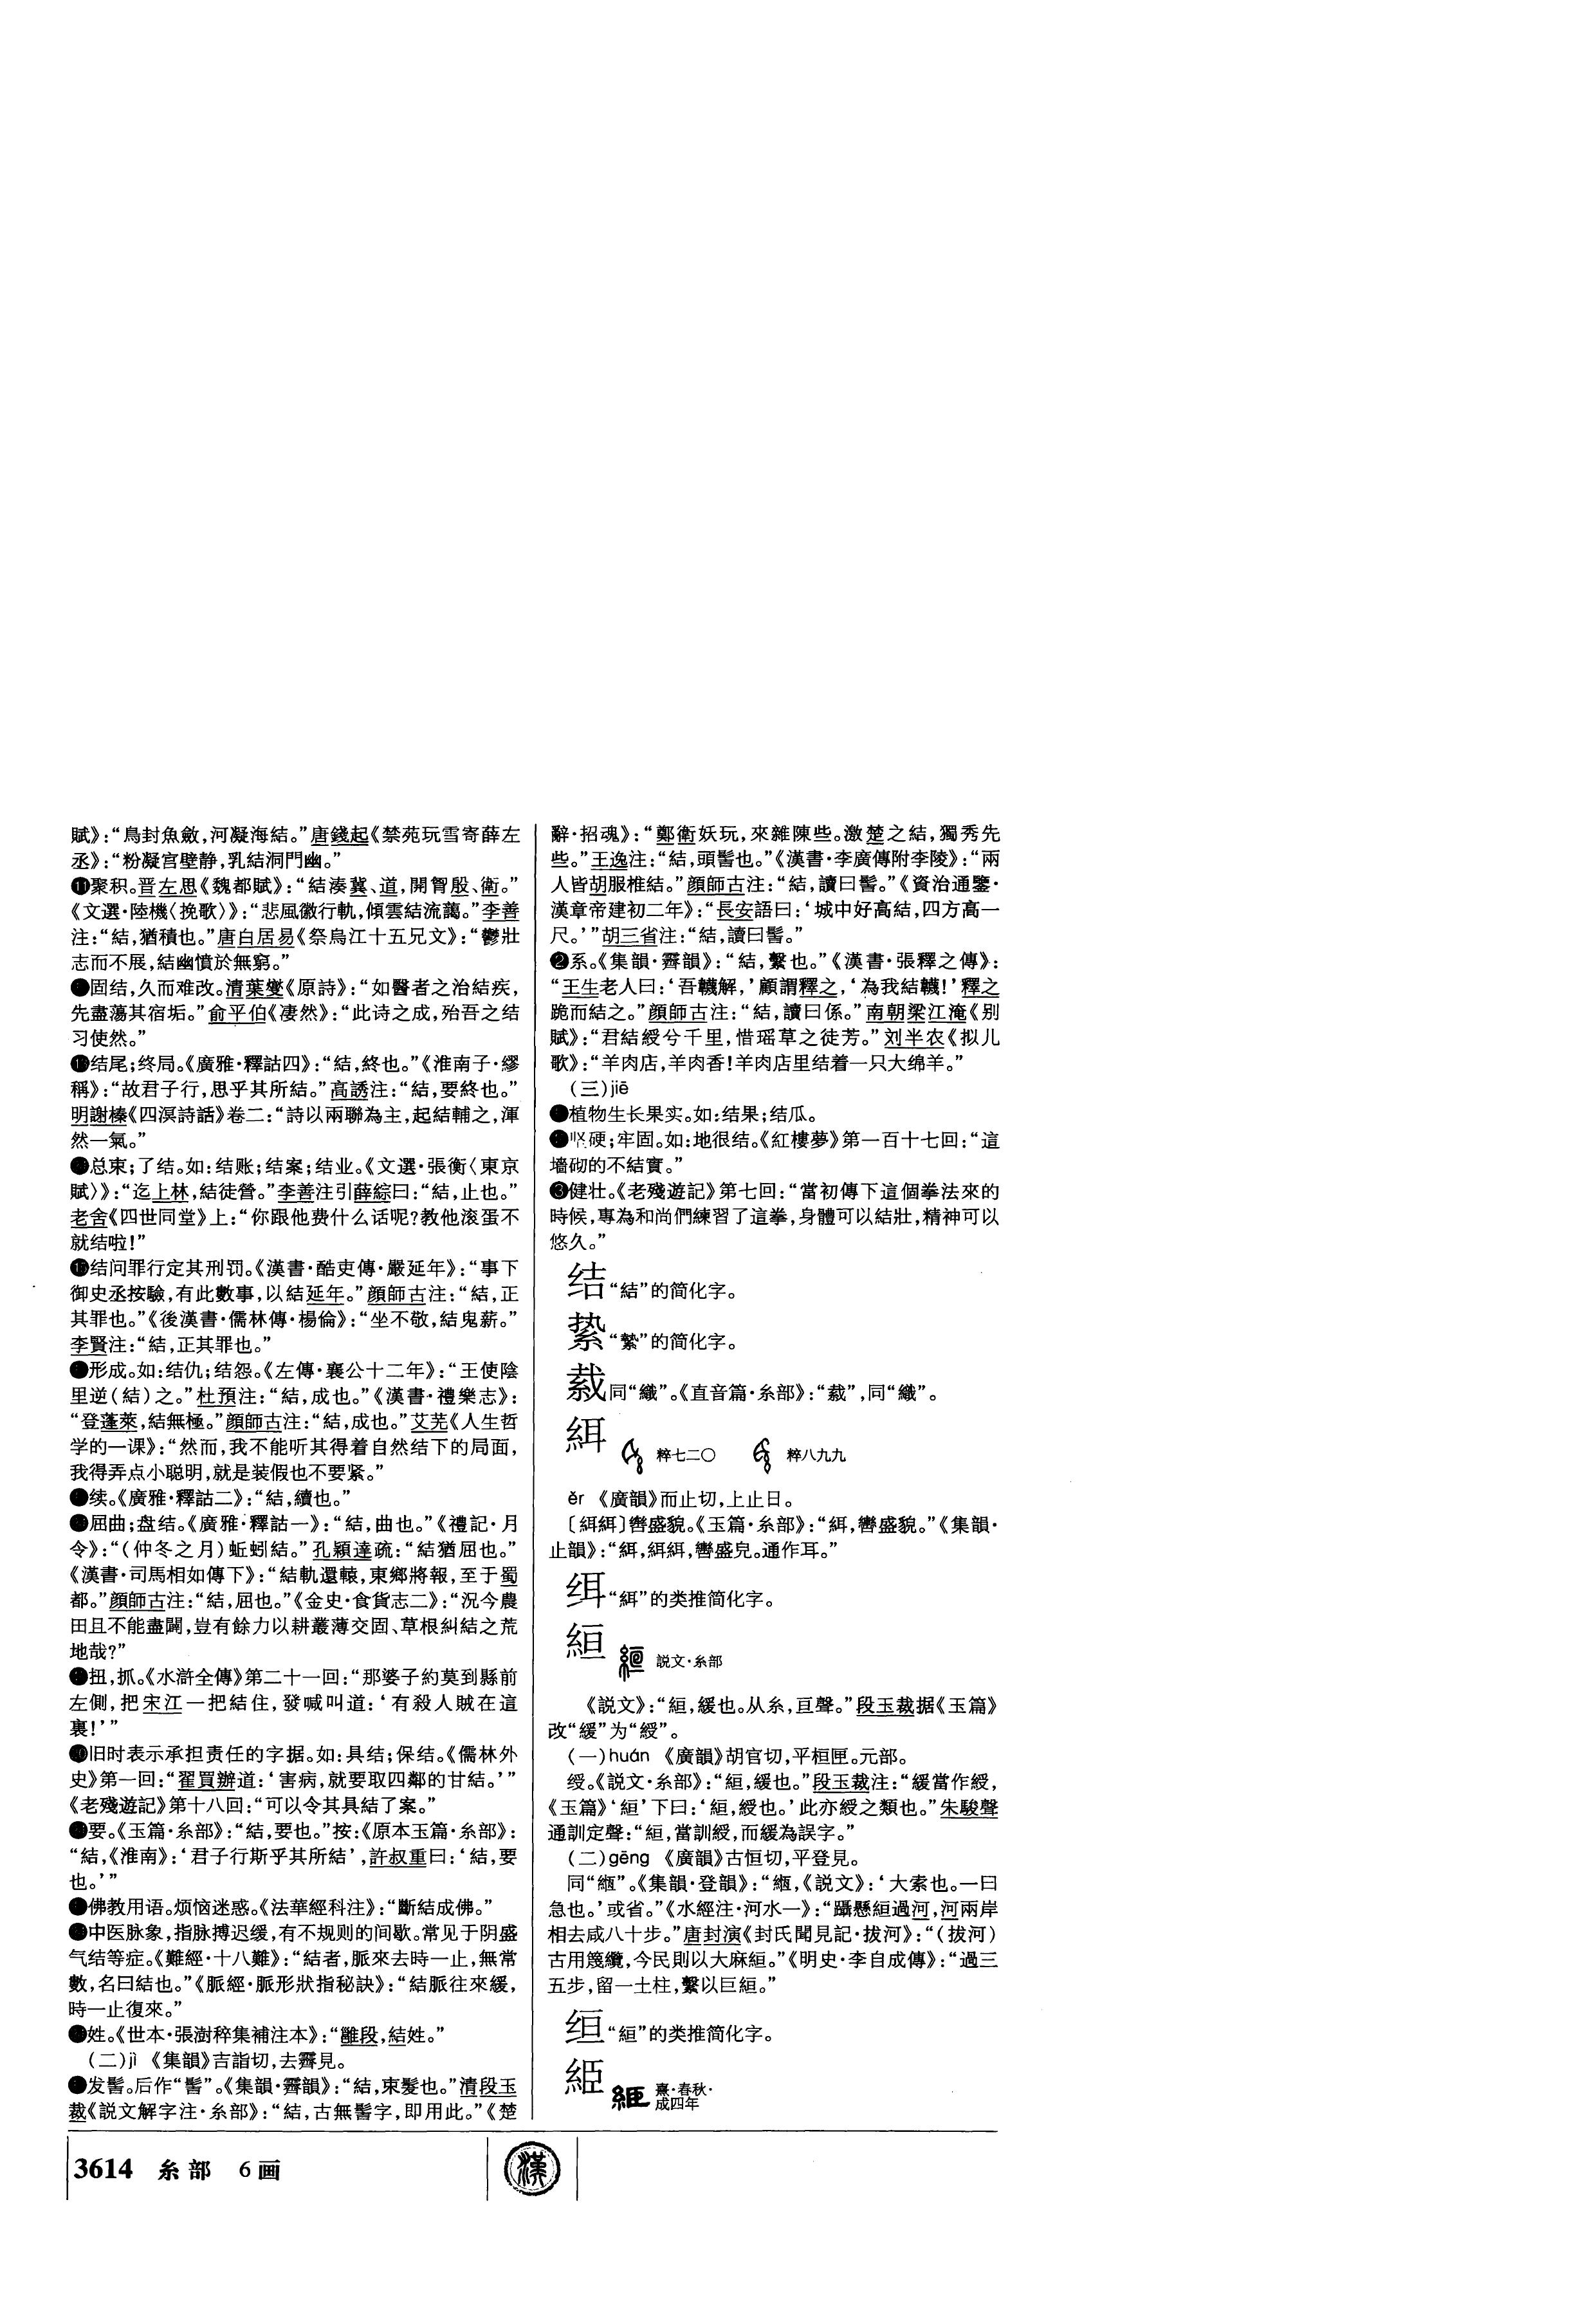 賦》：“鳥封魚斂，河凝海結。”唐錢起《禁苑玩雪寄薛左
丞》：“粉凝宫壁静，乳結洞門幽。”
⓫聚积。晋左思《魏都賦》：“結湊冀、道，開胷殷、衛。”
《文選·陸機〈挽歌〉》：“悲風徽行軌，傾雲結流藹。”李善
注：“結，猶積也。”唐白居易《祭烏江十五兄文》：“鬱壯
志而不展，結幽憤於無窮。”
固结，久而难改。清葉燮《原詩》：“如醫者之治結疾，
先盡蕩其宿垢。”俞平伯《凄然》：“此诗之成，殆吾之结
习使然。”
结尾；终局。《廣雅·釋詁四》：“結，終也。”《淮南子·繆
稱》：“故君子行，思乎其所結。”高誘注：“結，要終也。”
明謝榛《四溟詩話》卷二：“詩以兩聯為主，起結輔之，渾
然一氣。”
总束；了结。如：结账；结案；结业。《文選·張衡〈東京
賦〉》：“迄上林，結徒營。”李善注引薛綜曰：“結，止也。”
老舍《四世同堂》上：“你跟他费什么话呢？教他滚蛋不
就结啦！”
⓯结问罪行定其刑罚。《漢書·酷吏傳·嚴延年》：“事下
御史丞按驗，有此數事，以結延年。”顔師古注：“結，正
其罪也。”《後漢書·儒林傳·楊倫》：“坐不敬，結鬼薪。”
李賢注：“結，正其罪也。”
形成。如：结仇；结怨。《左傳·襄公十二年》：“王使陰
里逆（結）之。”杜預注：“結，成也。”《漢書·禮樂志》：
“登蓬萊，結無極。”顔師古注：“結，成也。”艾芜《人生哲
学的一课》：“然而，我不能听其得着自然结下的局面，
我得弄点小聪明，就是装假也不要紧。”
续。《廣雅·釋詁二》：“結，續也。”
屈曲；盘结。《廣雅·釋詁一》：“結，曲也。”《禮記·月
令》：“（仲冬之月）蚯蚓結。”孔穎達疏：“結猶屈也。”
《漢書·司馬相如傳下》：“結軌還轅，東鄉將報，至于蜀
都。”顔師古注：“結，屈也。”《金史·食貨志二》：“況今農
田且不能盡闢，豈有餘力以耕叢薄交固、草根糾結之荒
地哉？”
扭，抓。《水滸全傳》第二十一回：“那婆子約莫到縣前
左側，把宋江一把結住，發喊叫道：‘有殺人賊在這
裏！’”
旧时表示承担责任的字据。如：具结；保结。《儒林外
史》第一回：“翟買辦道：‘害病，就要取四鄰的甘結。’”
《老殘遊記》第十八回：“可以令其具結了案。”
要。《玉篇·糸部》：“結，要也。”按：《原本玉篇·糸部》：
“結，《淮南》：‘君子行斯乎其所結’，許叔重曰：‘結，要
也。’”
佛教用语。烦恼迷惑。《法華經科注》：“斷結成佛。”
中医脉象，指脉搏迟缓，有不规则的间歇。常见于阴盛
气结等症。《難經·十八難》：“結者，脈來去時一止，無常
數，名曰結也。”《脈經·脈形狀指秘訣》：“結脈往來緩，
時一止復來。”
姓。《世本·張澍稡集補注本》：“雝段，結姓。”
（二）jì 《集韻》吉詣切，去霽見。
发髻。后作“髻”。《集韻·霽韻》：“結，束髮也。”清段玉
裁《説文解字注·糸部》：“結，古無髻字，即用此。”《楚
辭·招魂》：“鄭衛妖玩，來雜陳些。激楚之結，獨秀先
些。”王逸注：“結，頭髻也。”《漢書·李廣傳附李陵》：“兩
人皆胡服椎結。”顔師古注：“結，讀曰髻。”《資治通鑒·
漢章帝建初二年》：“長安語曰：‘城中好高結，四方高一
尺。’”胡三省注：“結，讀曰髻。”
❷系。《集韻·霽韻》：“結，繫也。”《漢書·張釋之傳》：
“王生老人曰：‘吾韤解，’顧謂釋之，‘為我結韤！’釋之
跪而結之。”顔師古注：“結，讀曰係。”南朝梁江淹《别
賦》：“君結綬兮千里，惜瑶草之徒芳。”刘半农《拟儿
歌》：“羊肉店，羊肉香！羊肉店里结着一只大绵羊。”
（三）jiē
植物生长果实。如：结果；结瓜。
坚硬；牢固。如：地很结。《紅樓夢》第一百十七回：“這
墻砌的不結實。”
❸健壮。《老殘遊記》第七回：“當初傳下這個拳法來的
時候，專為和尚們練習了這拳，身體可以結壯，精神可以
悠久。”
结“結”的简化字。
絷“縶”的简化字。
同“織”。《直音篇·糸部》：“，同“織”。
絚 粹七二〇 粹八九九
ěr 《廣韻》而止切，上止日。
〔絠絠〕轡盛貌。《玉篇·糸部》：“，轡盛貌。”《集韻·
止韻》：“，轡盛皃。通作耳。”
的类推简化字。
絙 説文·糸部
《説文》：“絙，緩也。从糸，亘聲。”段玉裁据《玉篇》
改“緩”为“綬”。
（一）huán 《廣韻》胡官切，平桓匣。元部。
绶。《説文·糸部》：“絙，緩也。”段玉裁注：“緩當作綬，
《玉篇》‘絙’下曰：‘絙，綬也。’此亦綬之類也。”朱駿聲
通訓定聲：“絙，當訓綬，而緩為誤字。”
（二）gēng 《廣韻》古恒切，平登見。
同“緪”。《集韻·登韻》：“緪，《説文》：‘大索也。一曰
急也。’或省。”《水經注·河水一》：“躡懸絙過河，河兩岸
相去咸八十步。”唐封演《封氏聞見記·拔河》：“（拔河）
古用篾纜，今民則以大麻絙。”《明史·李自成傳》：“過三
五步，留一土柱，繫以巨絙。”
“絙”的类推简化字。
熹·春秋·
成四年
3614 糸部 6画
漢